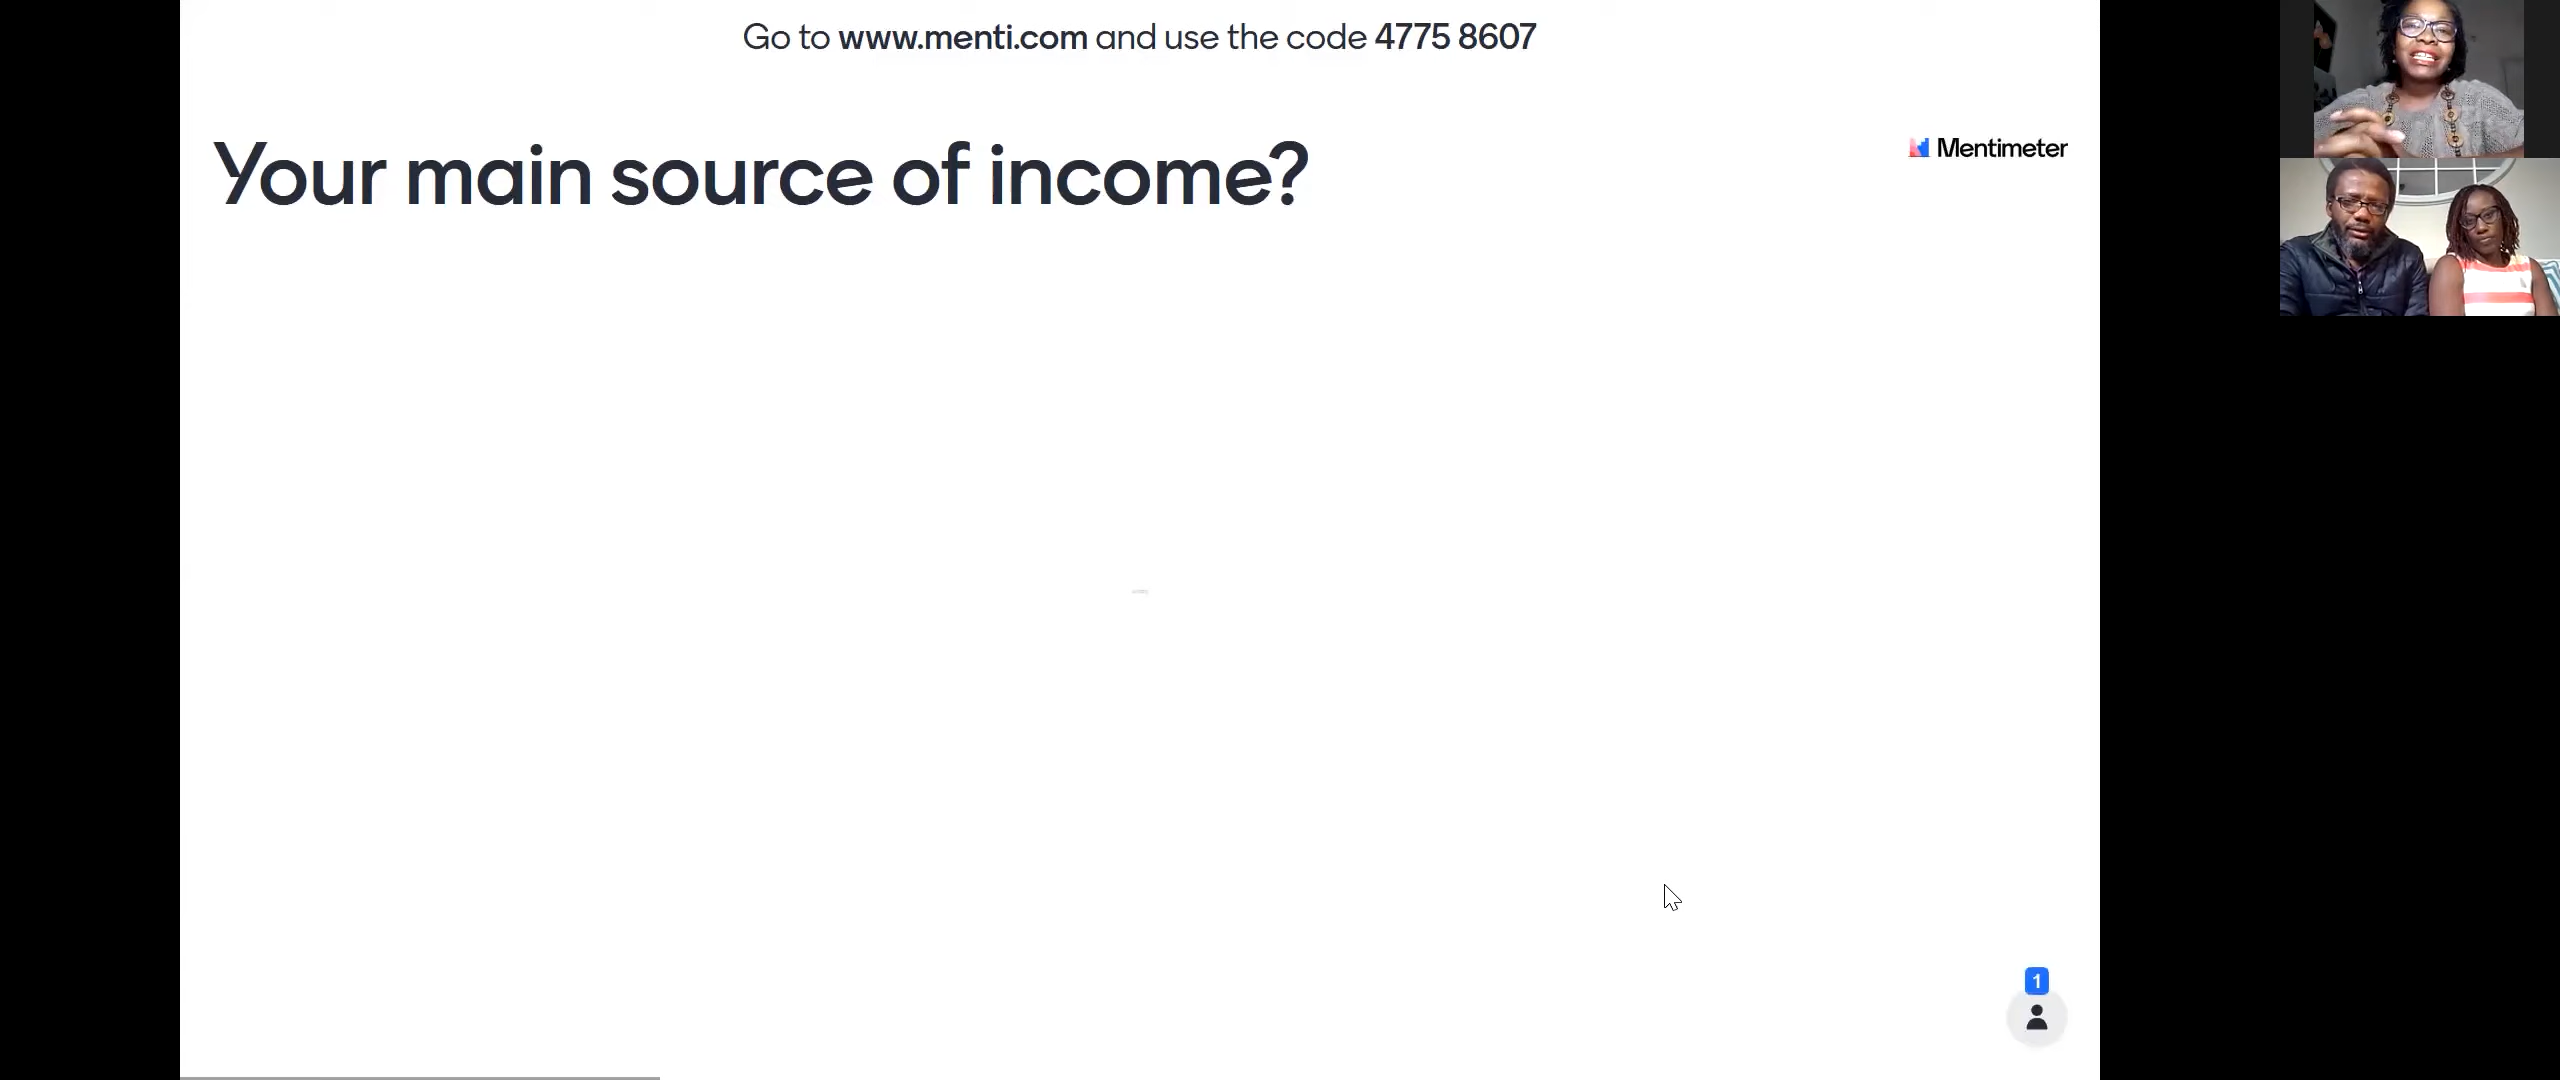 Go to www.menti.com and use the code 4775 8607
Your main source of income?
Mentimeter
1